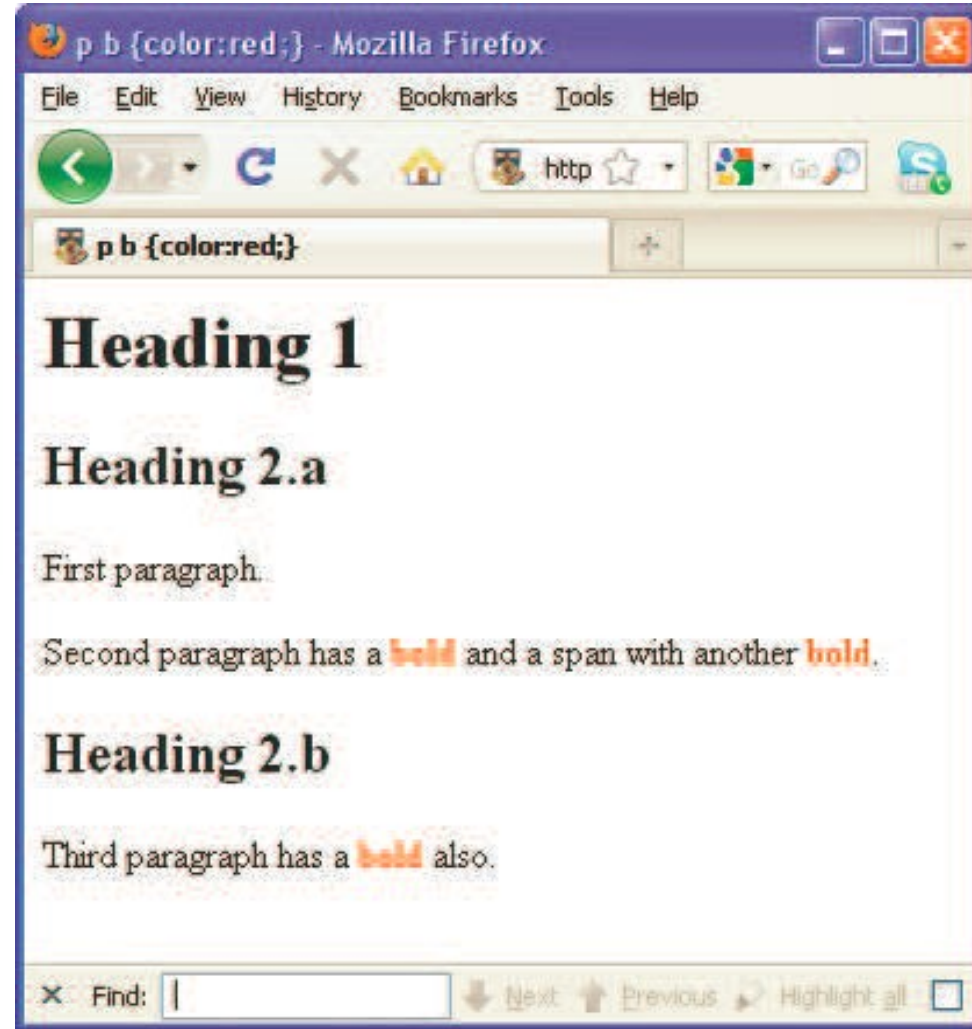 p b {color:red;} - Mozilla Firefox
File Edit View History Bookmarks Tools Help
http Go
p b {color:red;}
Heading 1
Heading 2.a
First paragraph.
Second paragraph has a bold and a span with another bold.
Heading 2.b
Third paragraph has a bold also.
Find: Next Previous Highlight all